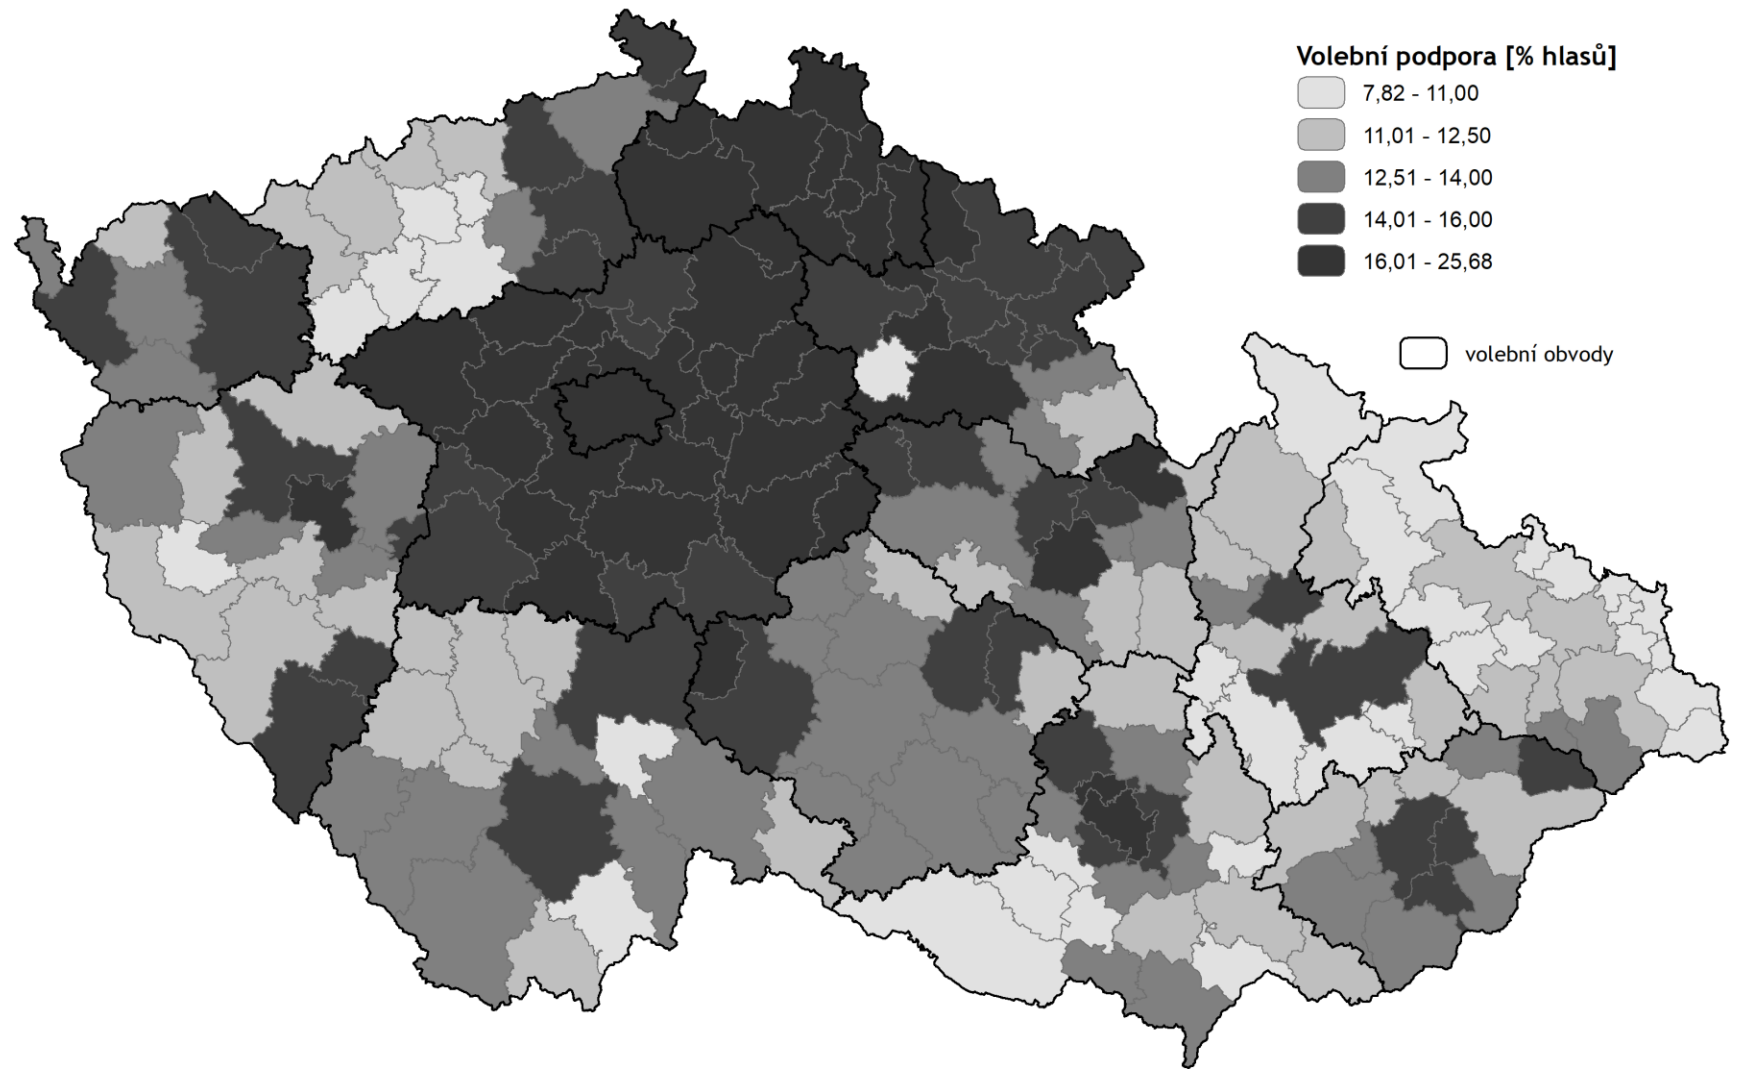 Volební podpora [% hlasů]
7,82 - 11,00
11,01 - 12,50
12,51 - 14,00
14,01 - 16,00
16,01 - 25,68
volební obvody